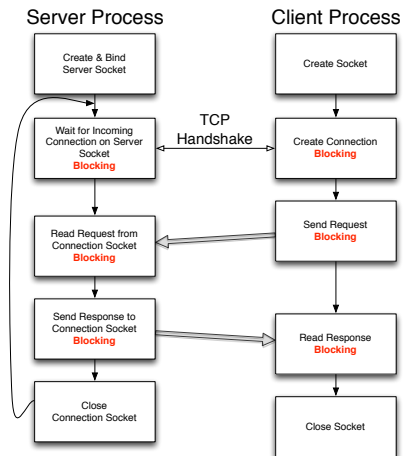 Server Process
Client Process
Create & Bind
Server Socket
Create Socket
Wait for Incoming
Connection on Server
Socket
Blocking
TCP
Handshake
Create Connection
Blocking
Read Request from
Connection Socket
Blocking
Send Request
Blocking
Send Response to
Connection Socket
Blocking
Read Response
Blocking
Close
Connection Socket
Close Socket